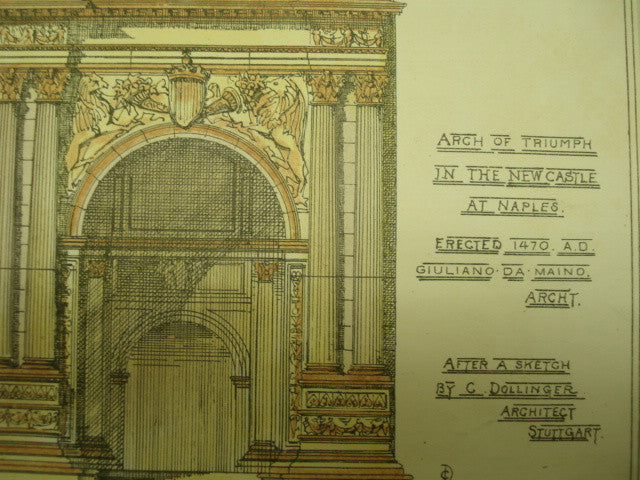 ARCH OF TRIUMPH
IN THE NEW CASTLE
AT NAPLES.
ERECTED 1470. A.D.
GIULIANO·DA·MAINO.
ARCHT.
AFTER A SKETCH
BY C. DOLLINGER
ARCHITECT
STUTTGART.